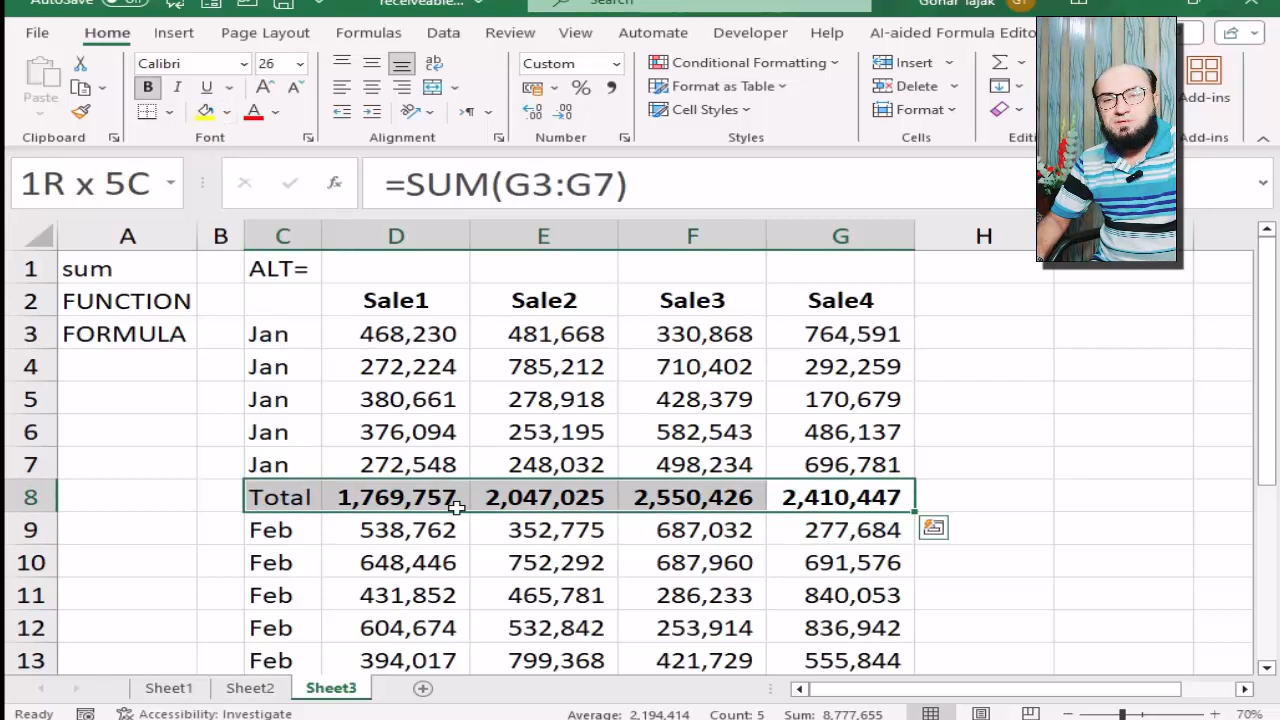 AutoSave Off receiveable... Search Gohar Tajak GT
File Home Insert Page Layout Formulas Data Review View Automate Developer Help AI-aided Formula Edito
Paste
Calibri 26
B I U
A A
ab
Custom
% 9
Conditional Formatting
Format as Table
Cell Styles
Insert
Delete
Format
Add-ins
Clipboard Font Alignment Number Styles Cells Editi Add-ins
1R x 5C fx =SUM(G3:G7)
A B C D E F G H
1 sum ALT=
2 FUNCTION Sale1 Sale2 Sale3 Sale4
3 FORMULA Jan 468,230 481,668 330,868 764,591
4 Jan 272,224 785,212 710,402 292,259
5 Jan 380,661 278,918 428,379 170,679
6 Jan 376,094 253,195 582,543 486,137
7 Jan 272,548 248,032 498,234 696,781
8 Total 1,769,757 2,047,025 2,550,426 2,410,447
9 Feb 538,762 352,775 687,032 277,684
10 Feb 648,446 752,292 687,960 691,576
11 Feb 431,852 465,781 286,233 840,053
12 Feb 604,674 532,842 253,914 836,942
13 Feb 394,017 799,368 421,729 555,844
Sheet1 Sheet2 Sheet3
Ready Accessibility: Investigate Average: 2,194,414 Count: 5 Sum: 8,777,655 70%